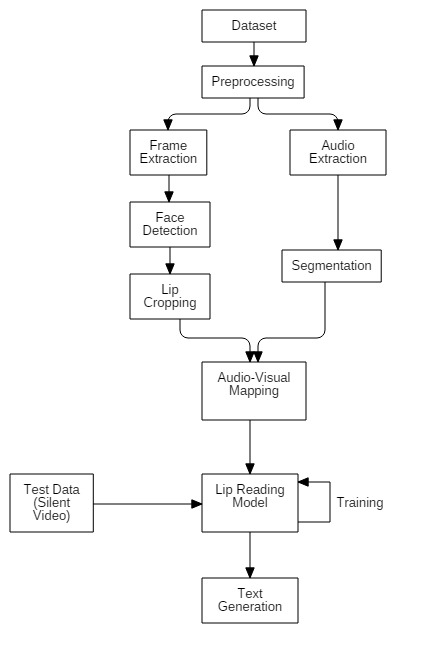 Dataset
Preprocessing
Frame
Extraction
Audio
Extraction
Face
Detection
Segmentation
Lip
Cropping
Audio-Visual
Mapping
Test Data
(Silent
Video)
Lip Reading
Model
Training
Text
Generation